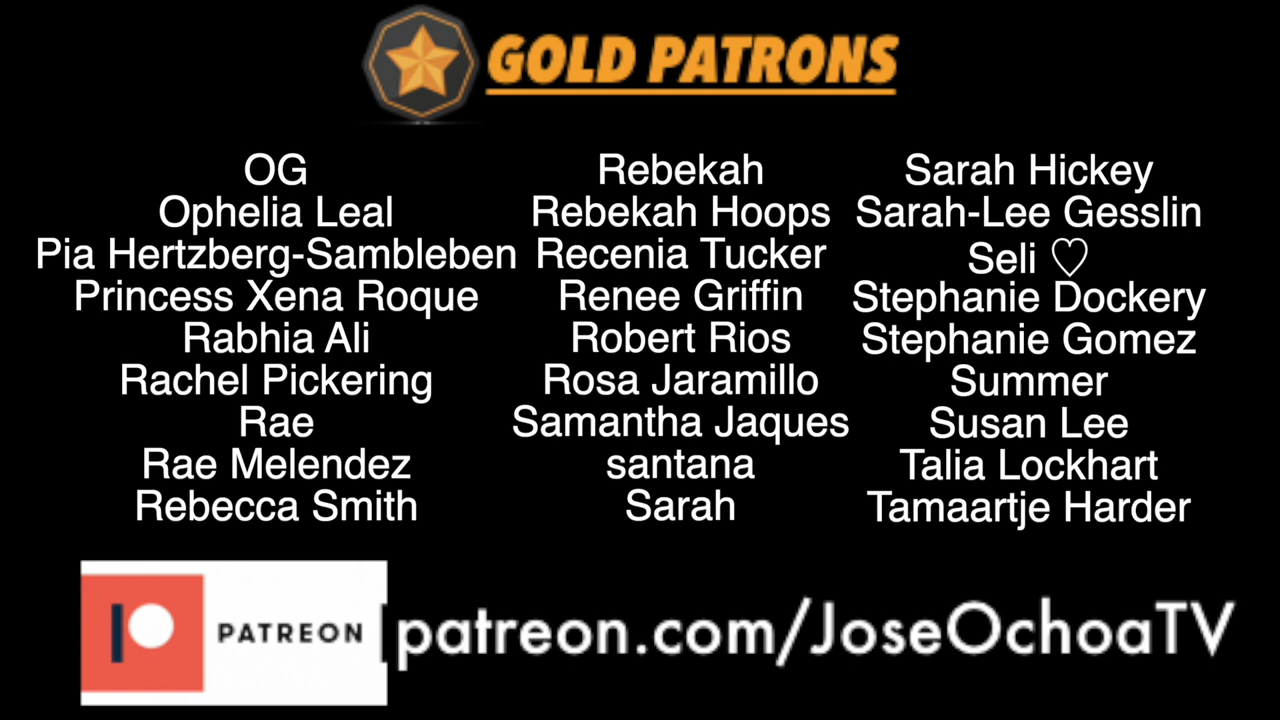 GOLD PATRONS
OG
Ophelia Leal
Pia Hertzberg-Sambleben
Princess Xena Roque
Rabhia Ali
Rachel Pickering
Rae
Rae Melendez
Rebecca Smith
Rebekah
Rebekah Hoops
Recenia Tucker
Renee Griffin
Robert Rios
Rosa Jaramillo
Samantha Jaques
santana
Sarah
Sarah Hickey
Sarah-Lee Gesslin
Seli ♡
Stephanie Dockery
Stephanie Gomez
Summer
Susan Lee
Talia Lockhart
Tamaartje Harder
PATREON
patreon.com/JoseOchoaTV